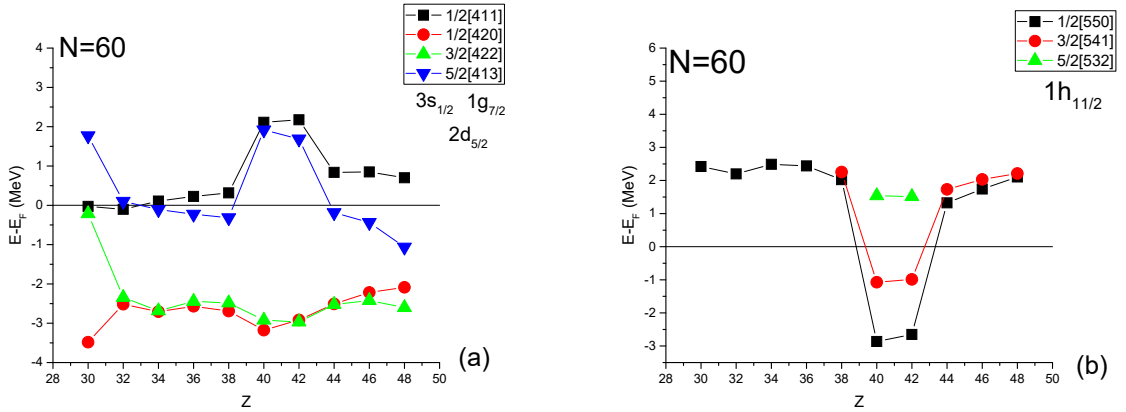 N=60
1/2[411]
1/2[420]
3/2[422]
5/2[413]
3s1/2 1g7/2
2d5/2
E-EF (MeV)
4
3
2
1
0
-1
-2
-3
-4
28 30 32 34 36 38 40 42 44 46 48 50
Z
(a)
N=60
1/2[550]
3/2[541]
5/2[532]
1h11/2
E-EF (MeV)
6
5
4
3
2
1
0
-1
-2
-3
28 30 32 34 36 38 40 42 44 46 48 50
Z
(b)